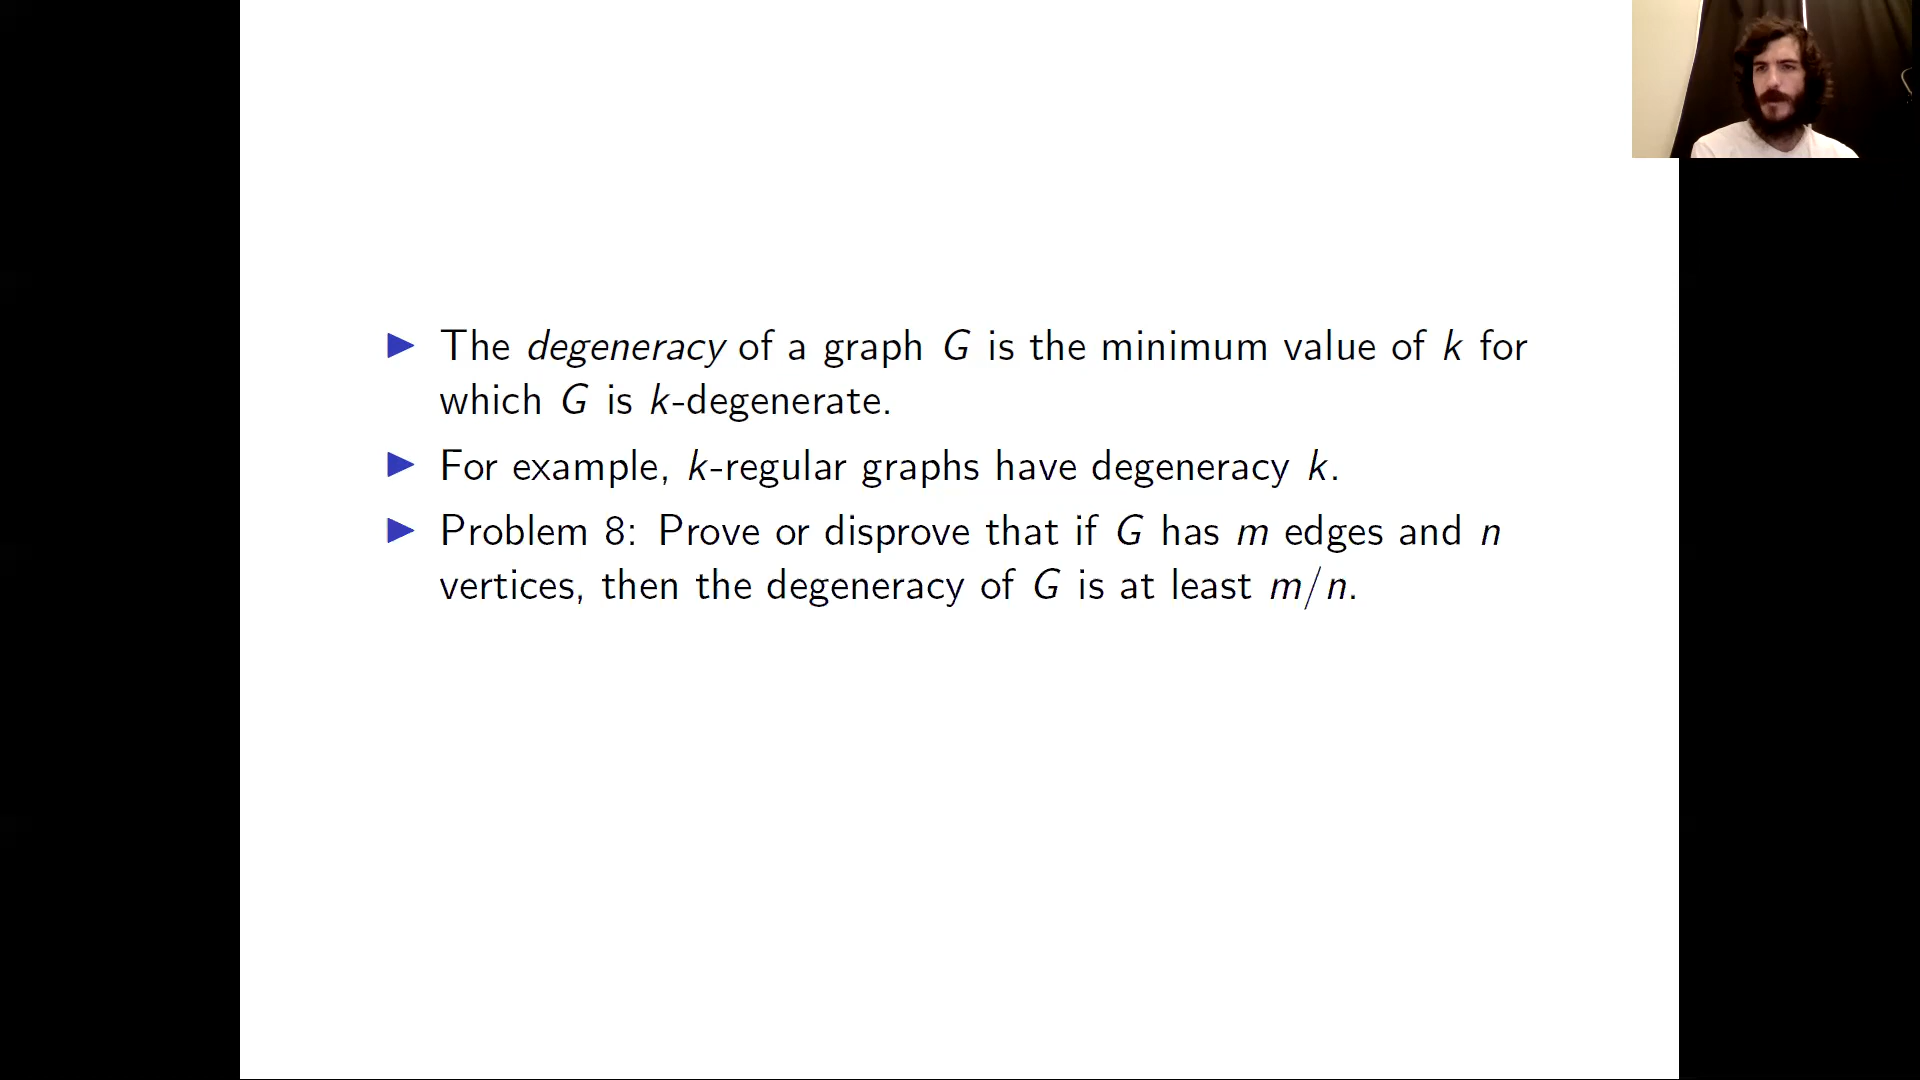 ▶ The degeneracy of a graph G is the minimum value of k for
which G is k-degenerate.
▶ For example, k-regular graphs have degeneracy k.
▶ Problem 8: Prove or disprove that if G has m edges and n
vertices, then the degeneracy of G is at least m/n.